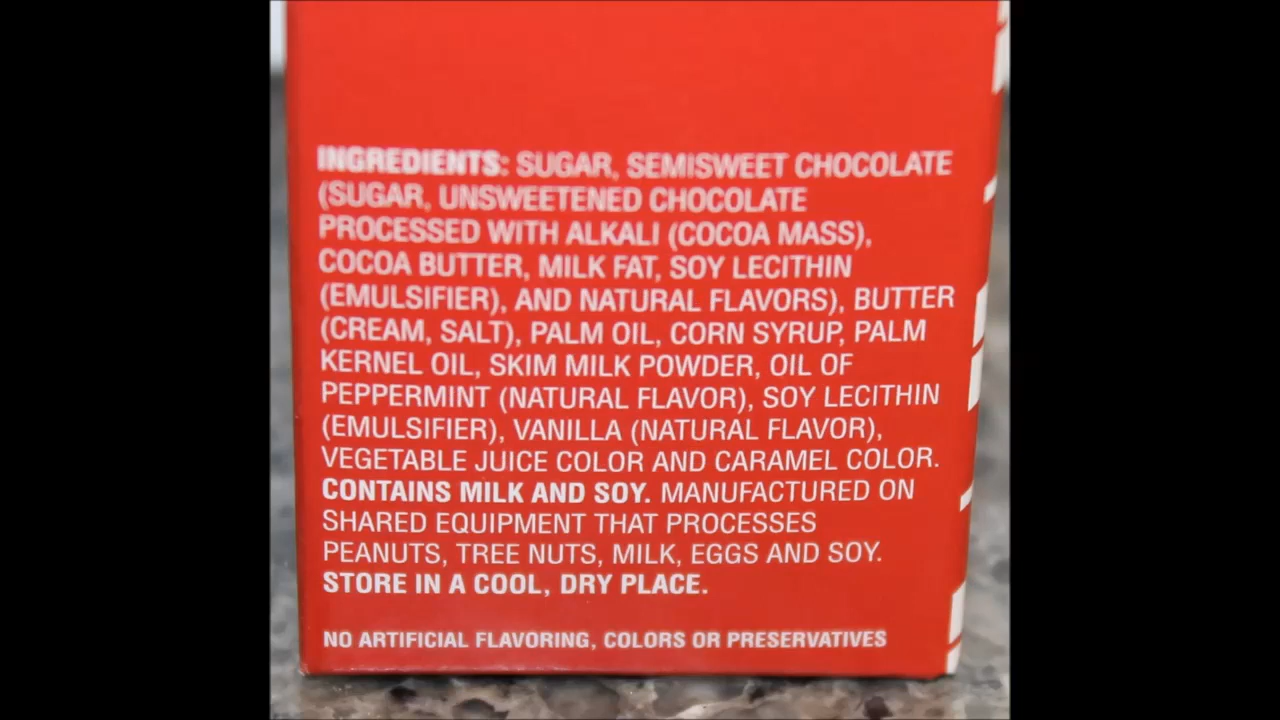 INGREDIENTS: SUGAR, SEMISWEET CHOCOLATE
(SUGAR, UNSWEETENED CHOCOLATE
PROCESSED WITH ALKALI (COCOA MASS),
COCOA BUTTER, MILK FAT, SOY LECITHIN
(EMULSIFIER), AND NATURAL FLAVORS), BUTTER
(CREAM, SALT), PALM OIL, CORN SYRUP, PALM
KERNEL OIL, SKIM MILK POWDER, OIL OF
PEPPERMINT (NATURAL FLAVOR), SOY LECITHIN
(EMULSIFIER), VANILLA (NATURAL FLAVOR),
VEGETABLE JUICE COLOR AND CARAMEL COLOR.
CONTAINS MILK AND SOY. MANUFACTURED ON
SHARED EQUIPMENT THAT PROCESSES
PEANUTS, TREE NUTS, MILK, EGGS AND SOY.
STORE IN A COOL, DRY PLACE.
NO ARTIFICIAL FLAVORING, COLORS OR PRESERVATIVES